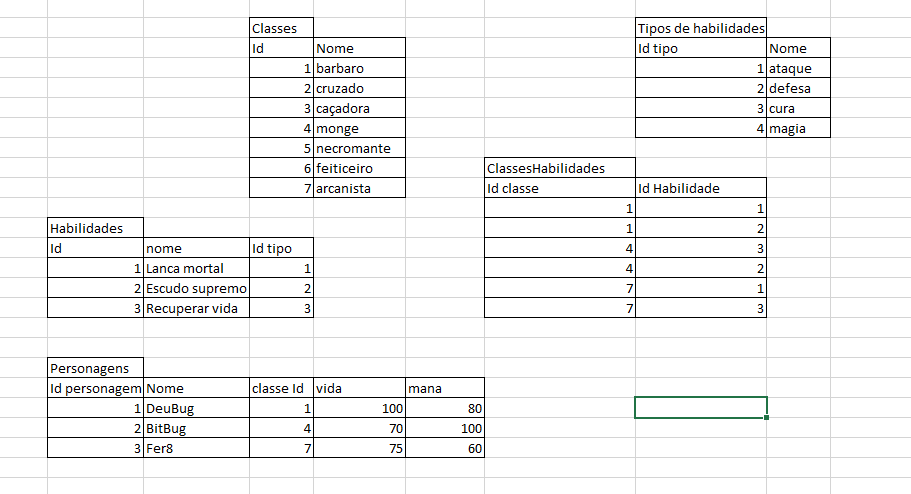 Classes
Id Nome
1 barbaro
2 cruzado
3 caçadora
4 monge
5 necromante
6 feiticeiro
7 arcanista
Tipos de habilidades
Id tipo Nome
1 ataque
2 defesa
3 cura
4 magia
ClassesHabilidades
Id classe Id Habilidade
1 1
1 2
4 3
4 2
7 1
7 3
Habilidades
Id nome Id tipo
1 Lanca mortal 1
2 Escudo supremo 2
3 Recuperar vida 3
Personagens
Id personagem Nome classe Id vida mana
1 DeuBug 1 100 80
2 BitBug 4 70 100
3 Fer8 7 75 60